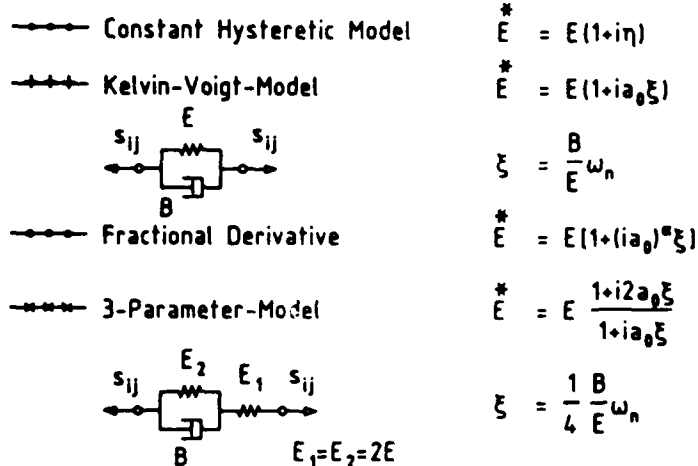 Constant Hysteretic Model E* = E(1+iη)
Kelvin-Voigt-Model E* = E(1+ia₀ξ)
E
s_ij s_ij
B
ξ = B/E ω_n
Fractional Derivative E* = E[1+(ia₀)^α ξ]
3-Parameter-Model E* = E (1+i2a₀ξ)/(1+ia₀ξ)
s_ij E₂ E₁ s_ij
B
E₁=E₂=2E
ξ = 1/4 B/E ω_n